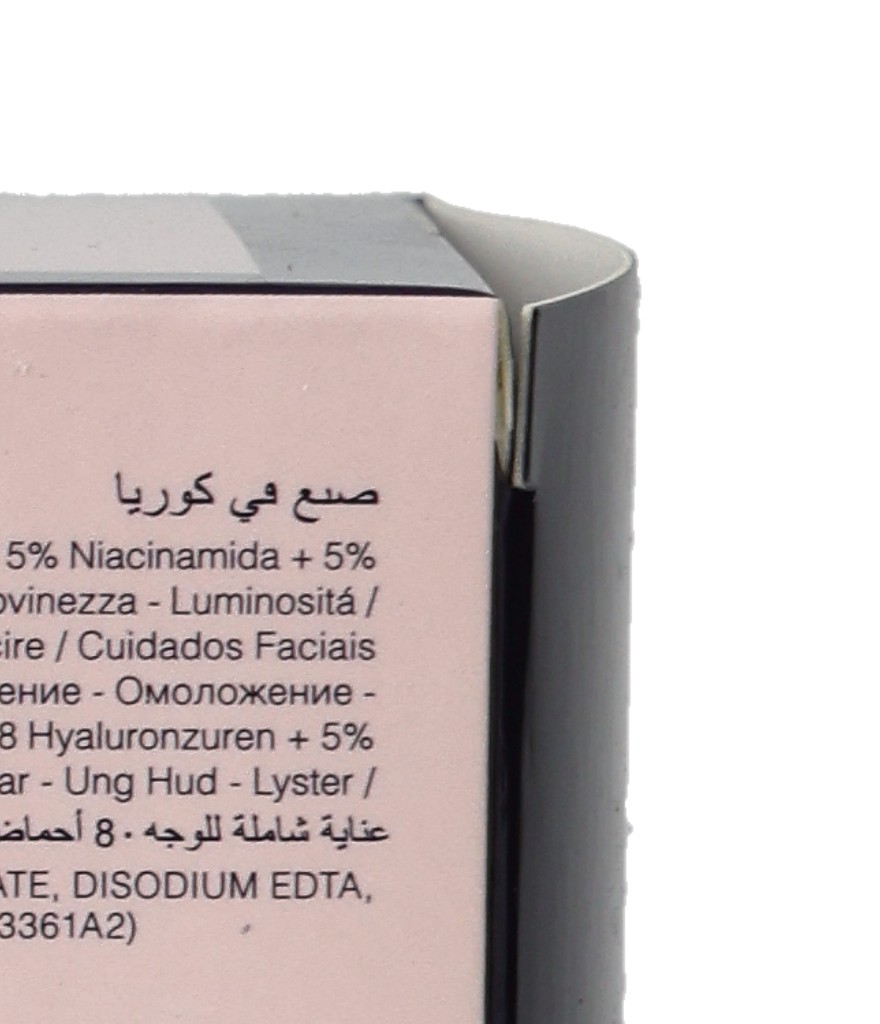 صنع في كوريا
5% Niacinamida + 5%
ovinezza - Luminositá /
cire / Cuidados Faciais
ение - Омоложение -
8 Hyaluronzuren + 5%
ar - Ung Hud - Lyster /
عناية شاملة للوجه · 8 أحماض
ATE, DISODIUM EDTA,
3361A2)